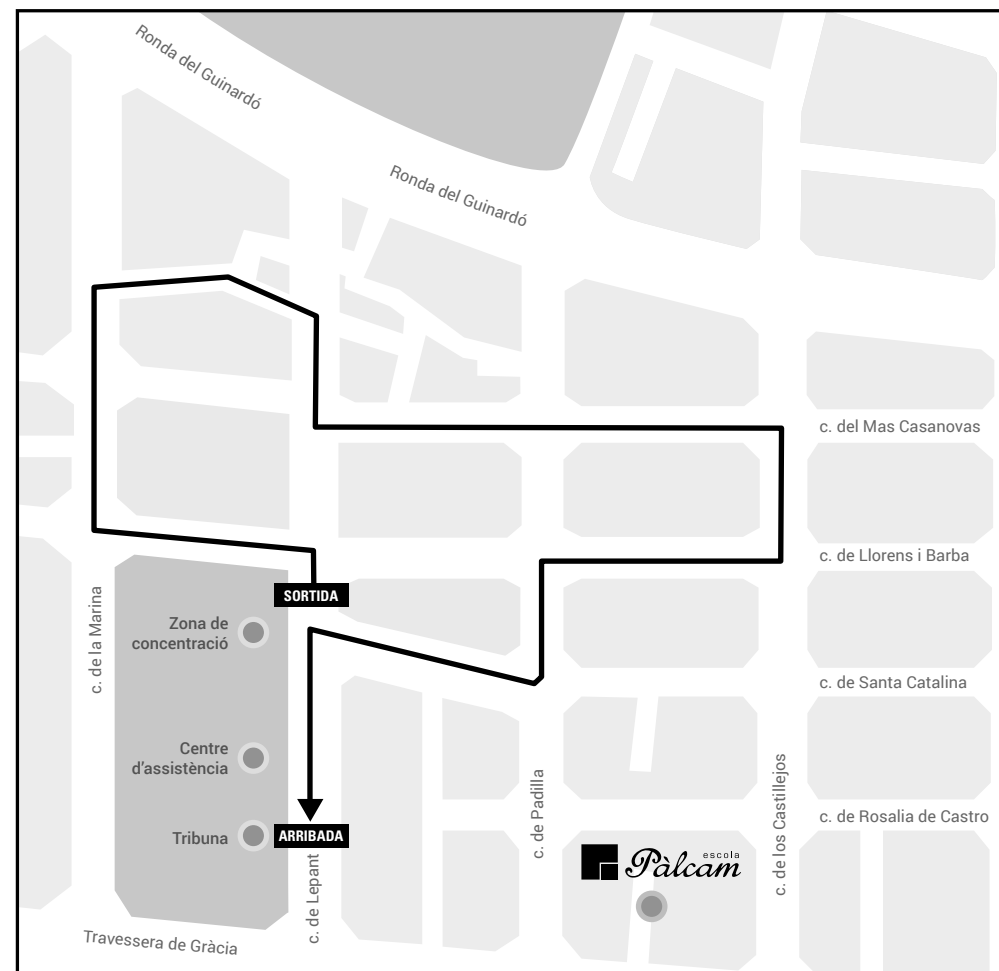 Ronda del Guinardó
Ronda del Guinardó
c. del Mas Casanovas
c. de Llorens i Barba
SORTIDA
Zona de
concentració
c. de la Marina
c. de Santa Catalina
Centre
d'assistència
c. de Padilla
c. de los Castillejos
c. de Rosalia de Castro
Tribuna
ARRIBADA
escola
Pàlcam
c. de Lepant
Travessera de Gràcia